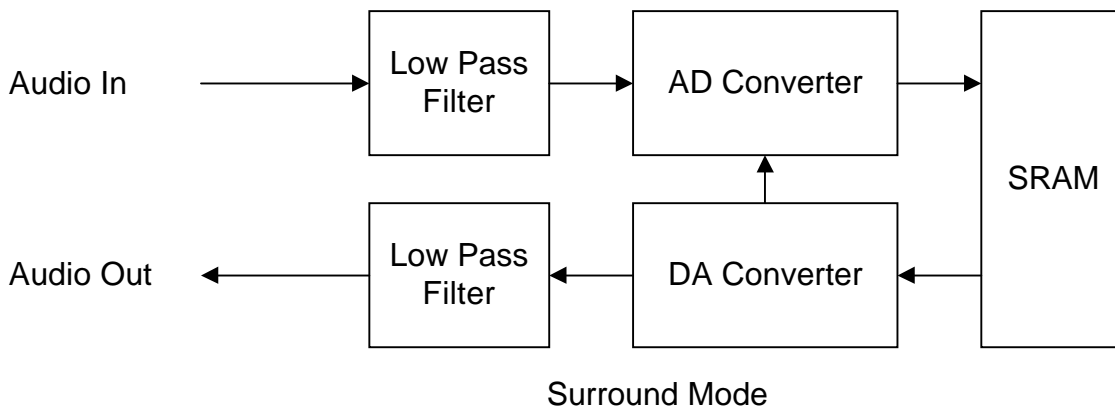 Audio In
Low Pass
Filter
AD Converter
SRAM
Audio Out
Low Pass
Filter
DA Converter
Surround Mode